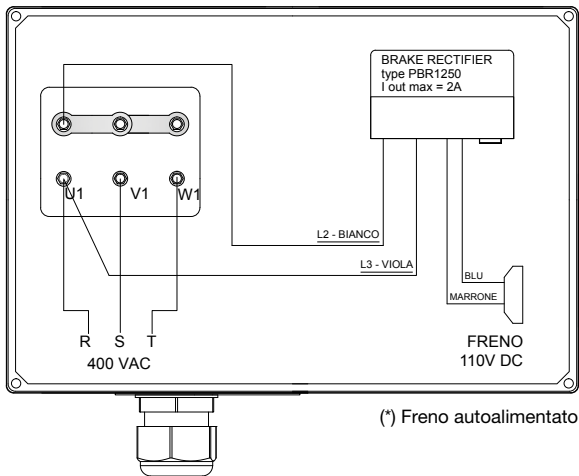 BRAKE RECTIFIER
type PBR1250
I out max = 2A
U1
V1
W1
L2 - BIANCO
L3 - VIOLA
BLU
MARRONE
R S T
400 VAC
FRENO
110V DC
(*) Freno autoalimentato